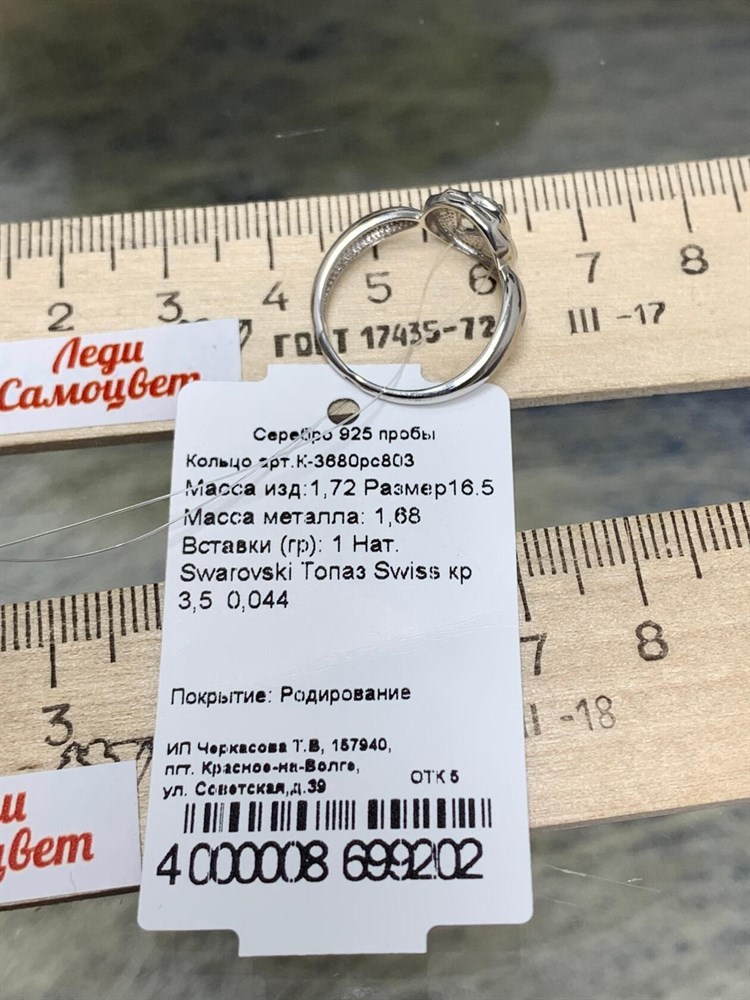 2 3 4 5 6 7 8
ГОСТ 17435-72 III -17
Леди
Самоцвет
Серебро 925 пробы
Кольцо арт.К-3680рс803
Масса изд:1,72 Размер16.5
Масса металла: 1,68
Вставки (гр): 1 Нат.
Swarovski Топаз Swiss кр
3,5 0,044
Покрытие: Родирование
ИП Черкасова Т.В, 157940,
пгт. Красное-на-Волге,
ул. Советская,д.39 ОТК 5
4 000008 699202
3 7 8
-18